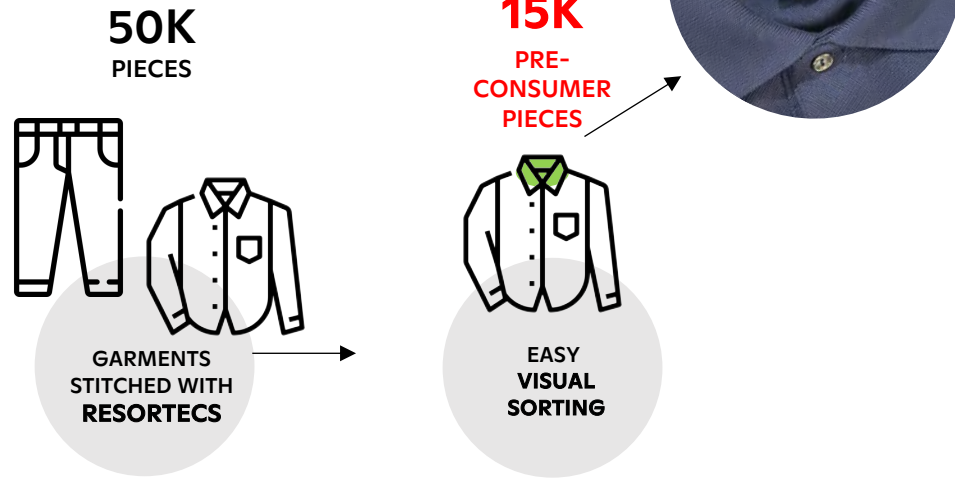 50K
PIECES
GARMENTS
STITCHED WITH
RESORTECS
15K
PRE-
CONSUMER
PIECES
EASY
VISUAL
SORTING